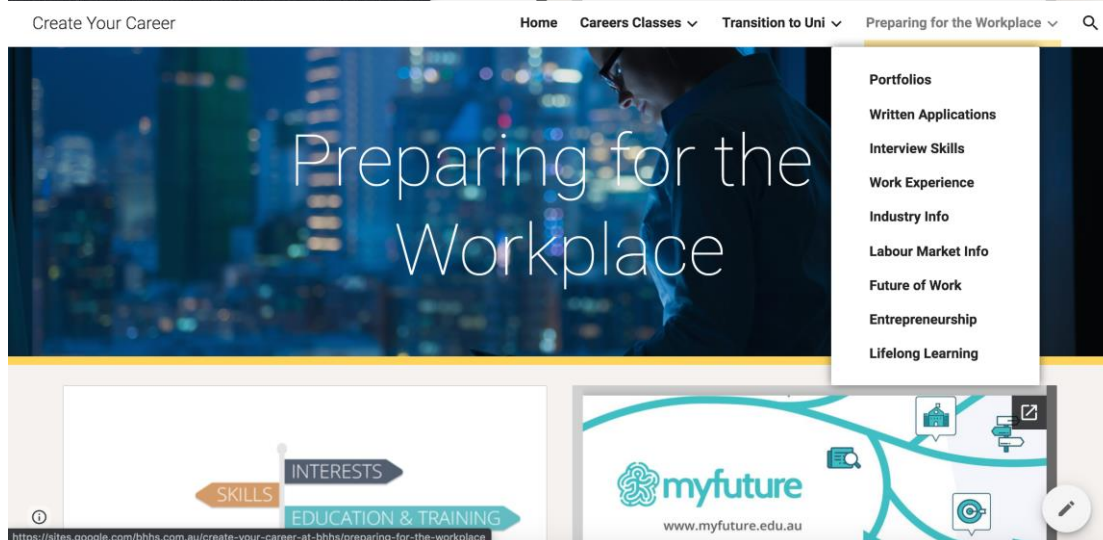 Create Your Career
Home Careers Classes Transition to Uni Preparing for the Workplace
Portfolios
Written Applications
Interview Skills
Work Experience
Industry Info
Labour Market Info
Future of Work
Entrepreneurship
Lifelong Learning
Preparing for the
Workplace
INTERESTS
SKILLS
EDUCATION & TRAINING
myfuture
www.myfuture.edu.au
https://sites.google.com/bhhs.com.au/create-your-career-at-bhhs/preparing-for-the-workplace